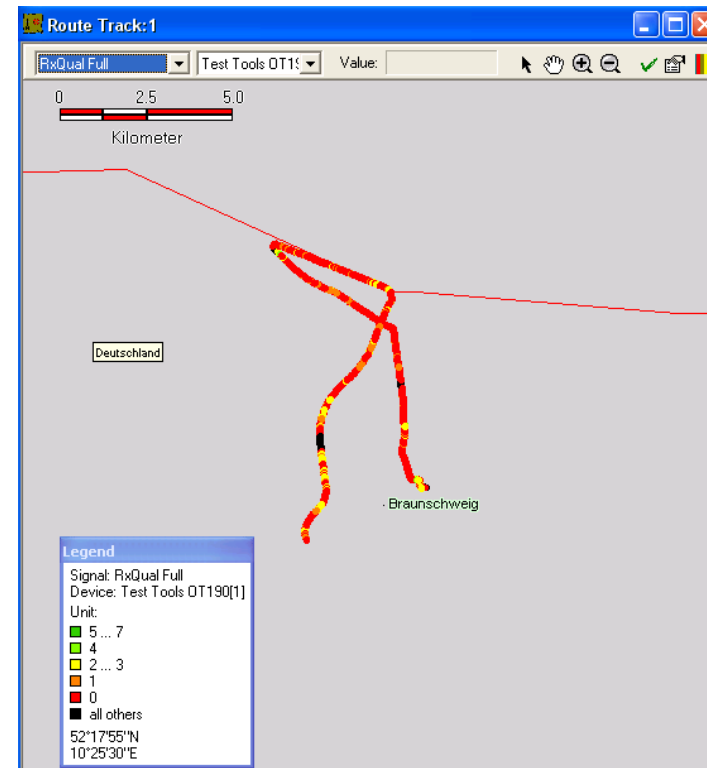 Route Track:1
RxQual Full Test Tools OT19 Value:
0 2.5 5.0
Kilometer
Deutschland
Braunschweig
Legend
Signal: RxQual Full
Device: Test Tools OT190[1]
Unit:
5 ... 7
4
2 ... 3
1
0
all others
52°17'55"N
10°25'30"E